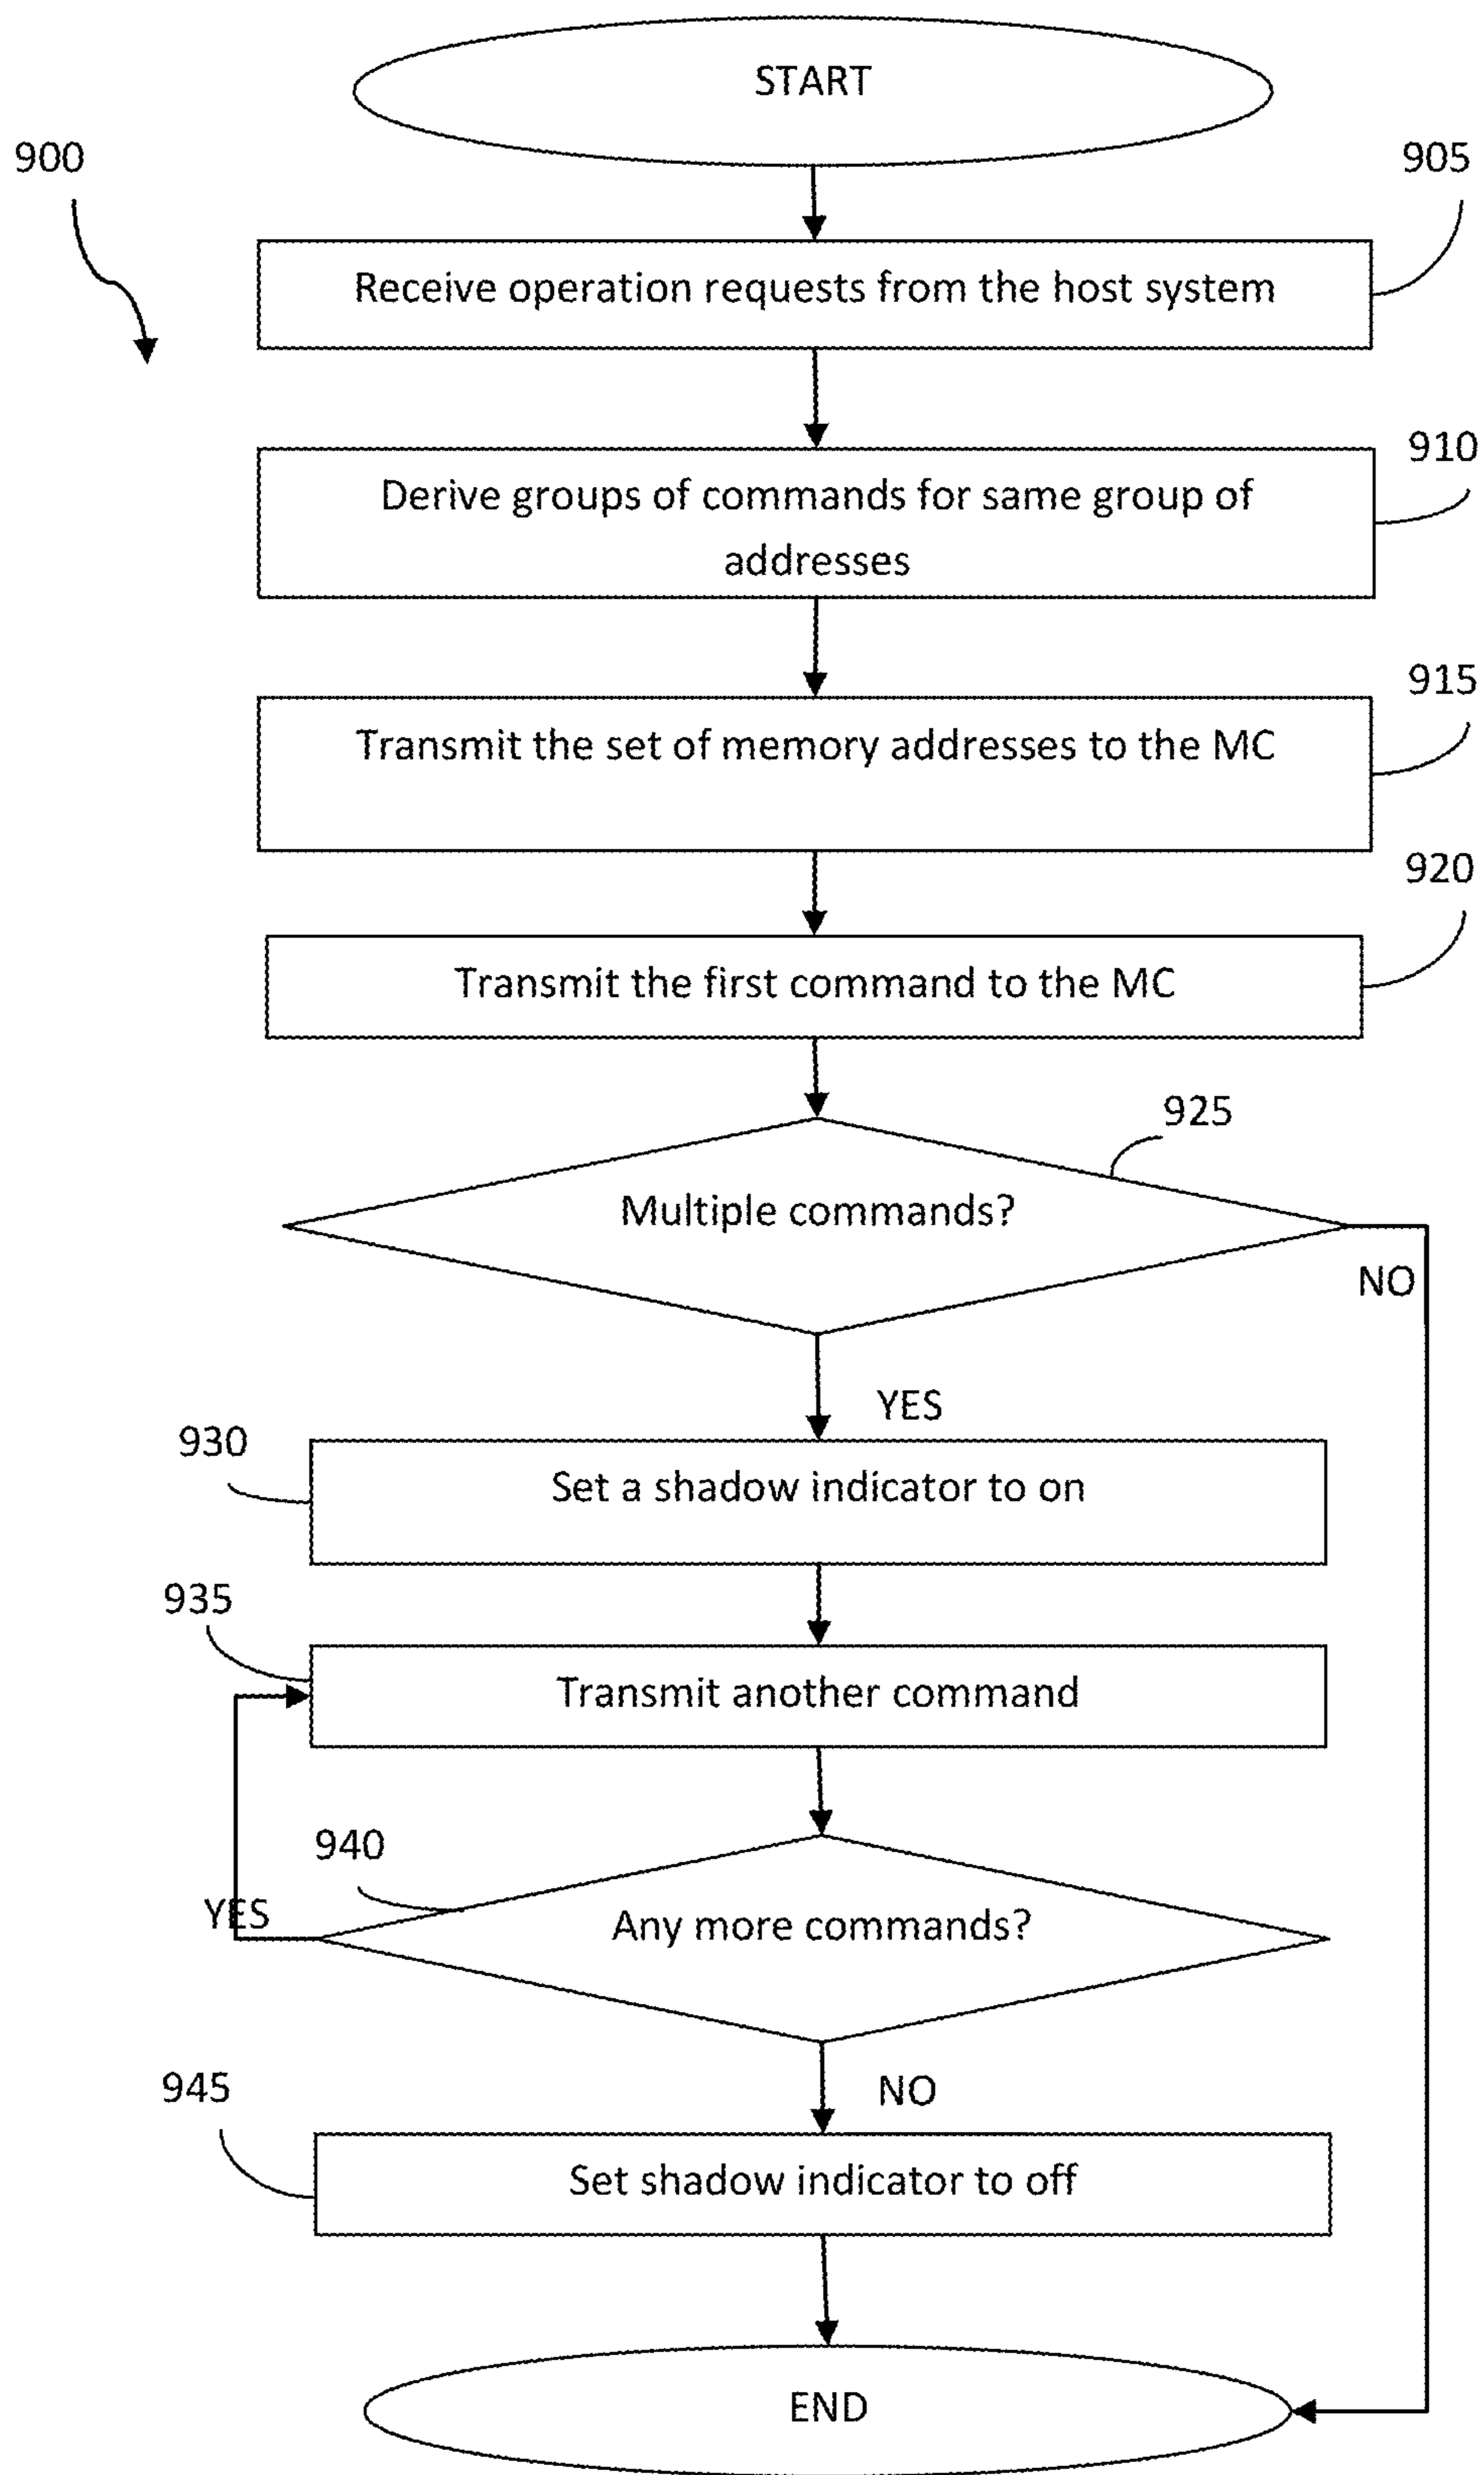 START
900
905
Receive operation requests from the host system
910
Derive groups of commands for same group of
addresses
915
Transmit the set of memory addresses to the MC
920
Transmit the first command to the MC
925
Multiple commands?
NO
YES
930
Set a shadow indicator to on
935
Transmit another command
940
YES
Any more commands?
945
NO
Set shadow indicator to off
END